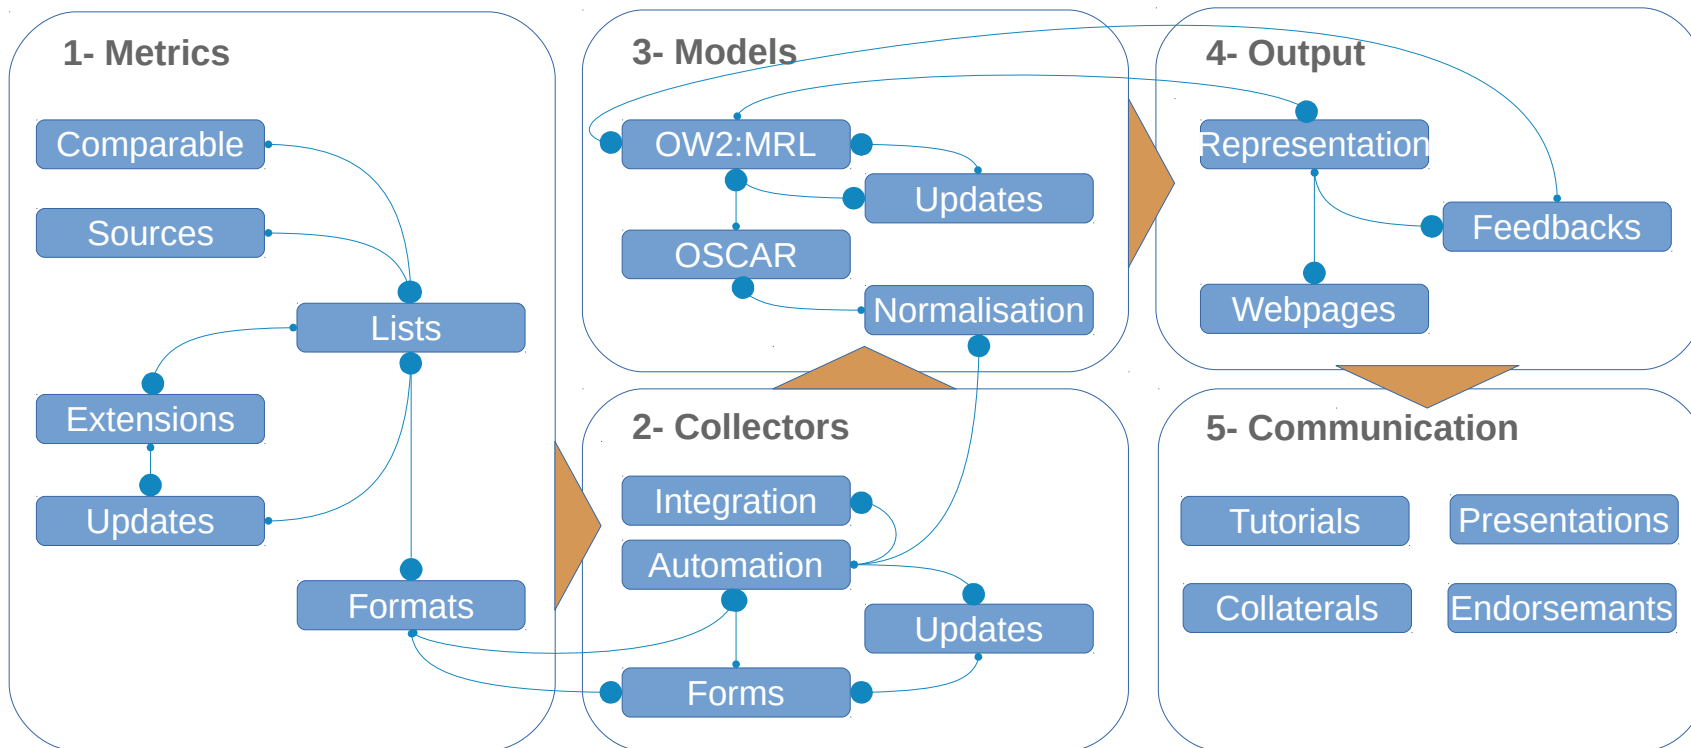 1- Metrics
Comparable
Sources
Lists
Extensions
Updates
Formats
2- Collectors
Integration
Automation
Updates
Forms
3- Models
OW2:MRL
Updates
OSCAR
Normalisation
4- Output
Representation
Feedbacks
Webpages
5- Communication
Tutorials
Presentations
Collaterals
Endorsemants